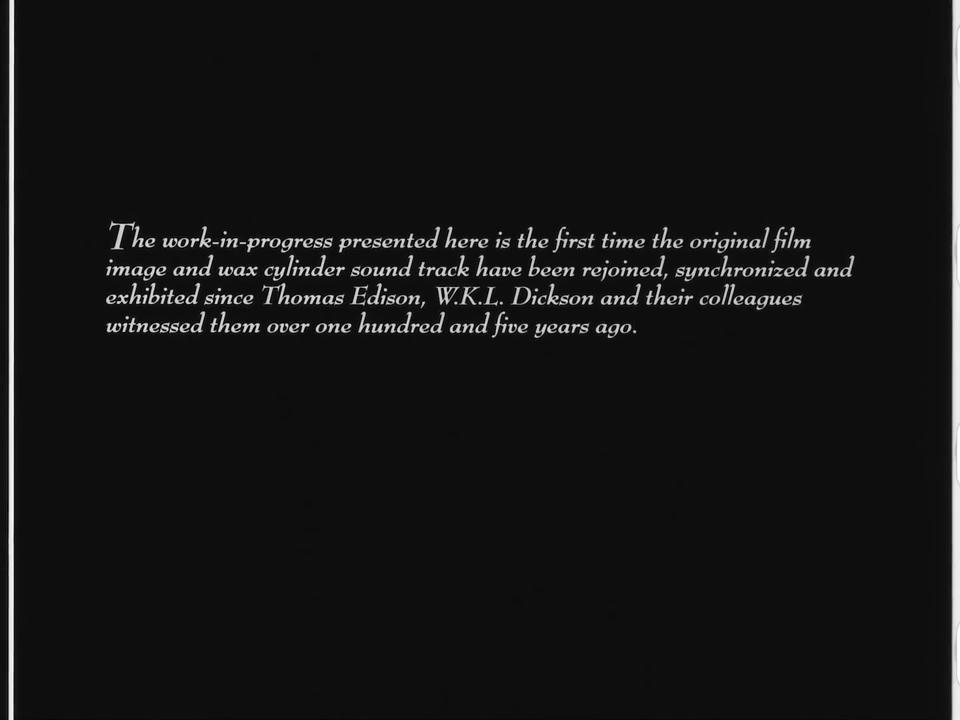 The work-in-progress presented here is the first time the original film
image and wax cylinder sound track have been rejoined, synchronized and
exhibited since Thomas Edison, W.K.L. Dickson and their colleagues
witnessed them over one hundred and five years ago.